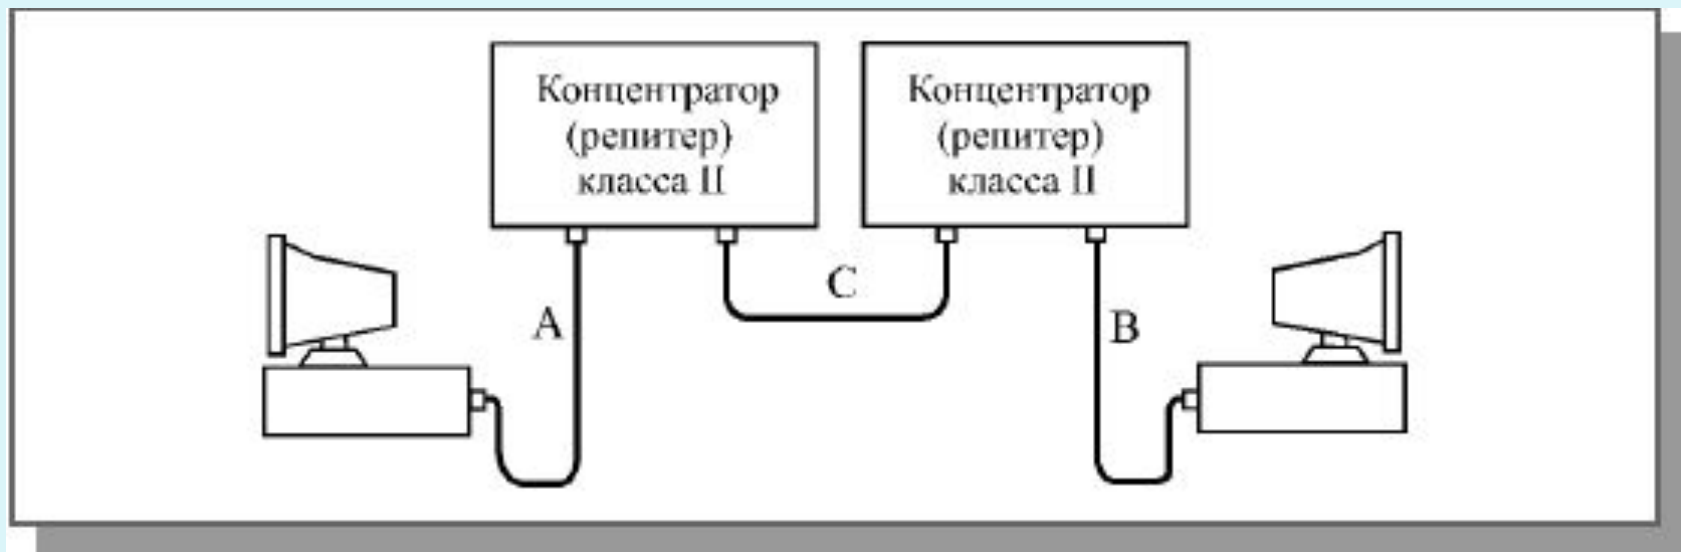 Концентратор
(репитер)
класса II
Концентратор
(репитер)
класса II
C
A
B